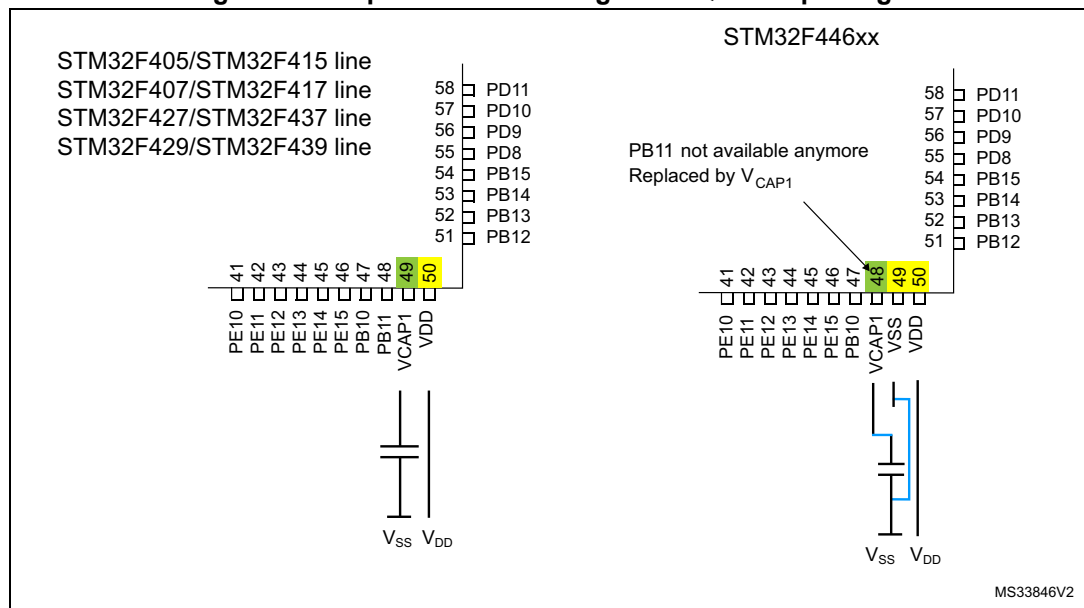 STM32F405/STM32F415 line
STM32F407/STM32F417 line
STM32F427/STM32F437 line
STM32F429/STM32F439 line
58 PD11
57 PD10
56 PD9
55 PD8
54 PB15
53 PB14
52 PB13
51 PB12
41 42 43 44 45 46 47 48 49 50
PE10 PE11 PE12 PE13 PE14 PE15 PB10 PB11 VCAP1 VDD
VSS VDD
STM32F446xx
PB11 not available anymore
Replaced by VCAP1
58 PD11
57 PD10
56 PD9
55 PD8
54 PB15
53 PB14
52 PB13
51 PB12
41 42 43 44 45 46 47 48 49 50
PE10 PE11 PE12 PE13 PE14 PE15 PB10 VCAP1 VSS VDD
VSS VDD
MS33846V2